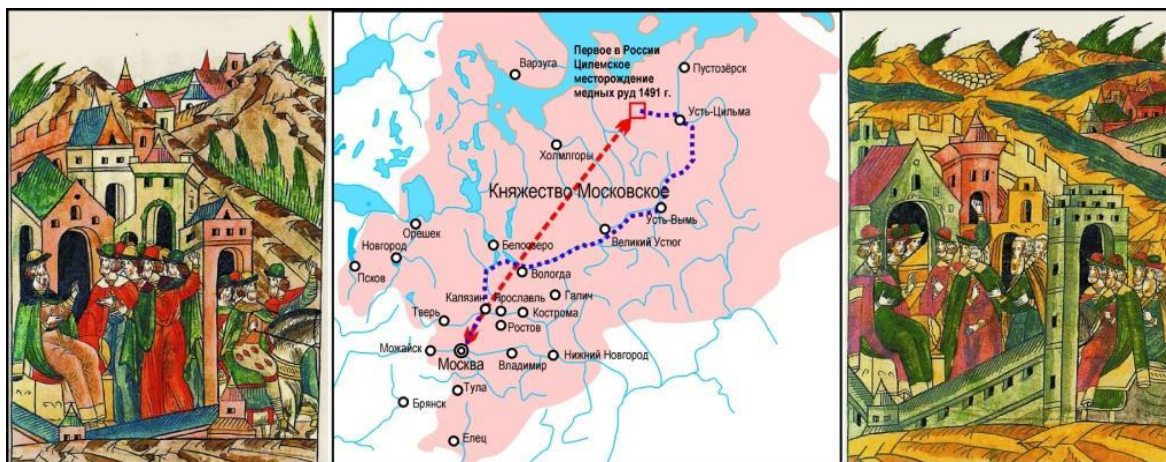 Первое в России
Цилемское
месторождение
медных руд 1491 г.
Варзуга
Пустозёрск
Усть-Цильма
Холмлгоры
Княжество Московское
Усть-Вымь
Великий Устюг
Орешек
Новгород
Белоозеро
Псков
Вологда
Галич
Калязин
Ярославль
Тверь
Кострома
Ростов
Можайск
Москва
Владимир
Нижний Новгород
Тула
Брянск
Елец